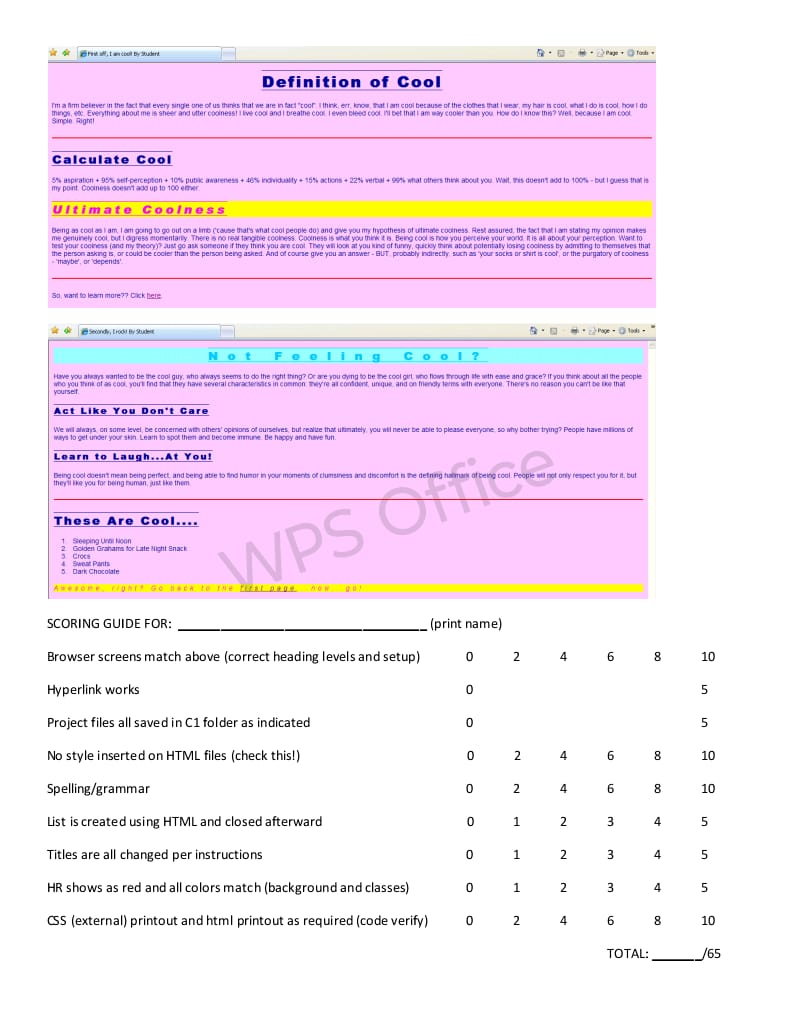 First off, I am cool! By Student
Page
Tools
Definition of Cool
I'm a firm believer in the fact that every single one of us thinks that we are in fact "cool". I think, err, know, that I am cool because of the clothes that I wear, my hair is cool, what I do is cool, how I do
things, etc. Everything about me is sheer and utter coolness! I live cool and I breathe cool, I even bleed cool. I'll bet that I am way cooler than you. How do I know this? Well, because I am cool.
Simple. Right!
Calculate Cool
5% aspiration + 95% self-perception + 10% public awareness + 46% individuality + 15% actions + 22% verbal + 99% what others think about you. Wait, this doesn't add to 100% - but I guess that is
my point. Coolness doesn't add up to 100 either.
Ultimate Coolness
Being as cool as I am, I am going to go out on a limb ('cause that's what cool people do) and give you my hypothesis of ultimate coolness. Rest assured, the fact that I am stating my opinion makes
me genuinely cool, but I digress momentarily. There is no real tangible coolness. Coolness is what you think it is. Being cool is how you perceive your world. It is all about your perception. Want to
test your coolness (and my theory)? Just go ask someone if they think you are cool. They will look at you kind of funny, quickly think about potentially losing coolness by admitting to themselves that
the person asking is, or could be cooler than the person being asked. And of course give you an answer - BUT, probably indirectly, such as 'your socks or shirt is cool', or the purgatory of coolness
- 'maybe', or 'depends'.
So, want to learn more?? Click here.
Secondly, I rock! By Student
Page
Tools
Not Feeling Cool?
Have you always wanted to be the cool guy, who always seems to do the right thing? Or are you dying to be the cool girl, who flows through life with ease and grace? If you think about all the people
who you think of as cool, you'll find that they have several characteristics in common: they're all confident, unique, and on friendly terms with everyone. There's no reason you can't be like that
yourself.
Act Like You Don't Care
We will always, on some level, be concerned with others' opinions of ourselves, but realize that ultimately, you will never be able to please everyone, so why bother trying? People have millions of
ways to get under your skin. Learn to spot them and become immune. Be happy and have fun.
Learn to Laugh...At You!
Being cool doesn't mean being perfect, and being able to find humor in your moments of clumsiness and discomfort is the defining hallmark of being cool. People will not only respect you for it, but
they'll like you for being human, just like them.
These Are Cool....
1. Sleeping Until Noon
2. Golden Grahams for Late Night Snack
3. Crocs
4. Sweat Pants
5. Dark Chocolate
Awesome, right? Go back to the first page...now...go!
WPS Office
SCORING GUIDE FOR: ___________________________________ (print name)
Browser screens match above (correct heading levels and setup) 0 2 4 6 8 10
Hyperlink works 0 5
Project files all saved in C1 folder as indicated 0 5
No style inserted on HTML files (check this!) 0 2 4 6 8 10
Spelling/grammar 0 2 4 6 8 10
List is created using HTML and closed afterward 0 1 2 3 4 5
Titles are all changed per instructions 0 1 2 3 4 5
HR shows as red and all colors match (background and classes) 0 1 2 3 4 5
CSS (external) printout and html printout as required (code verify) 0 2 4 6 8 10
TOTAL: _______/65